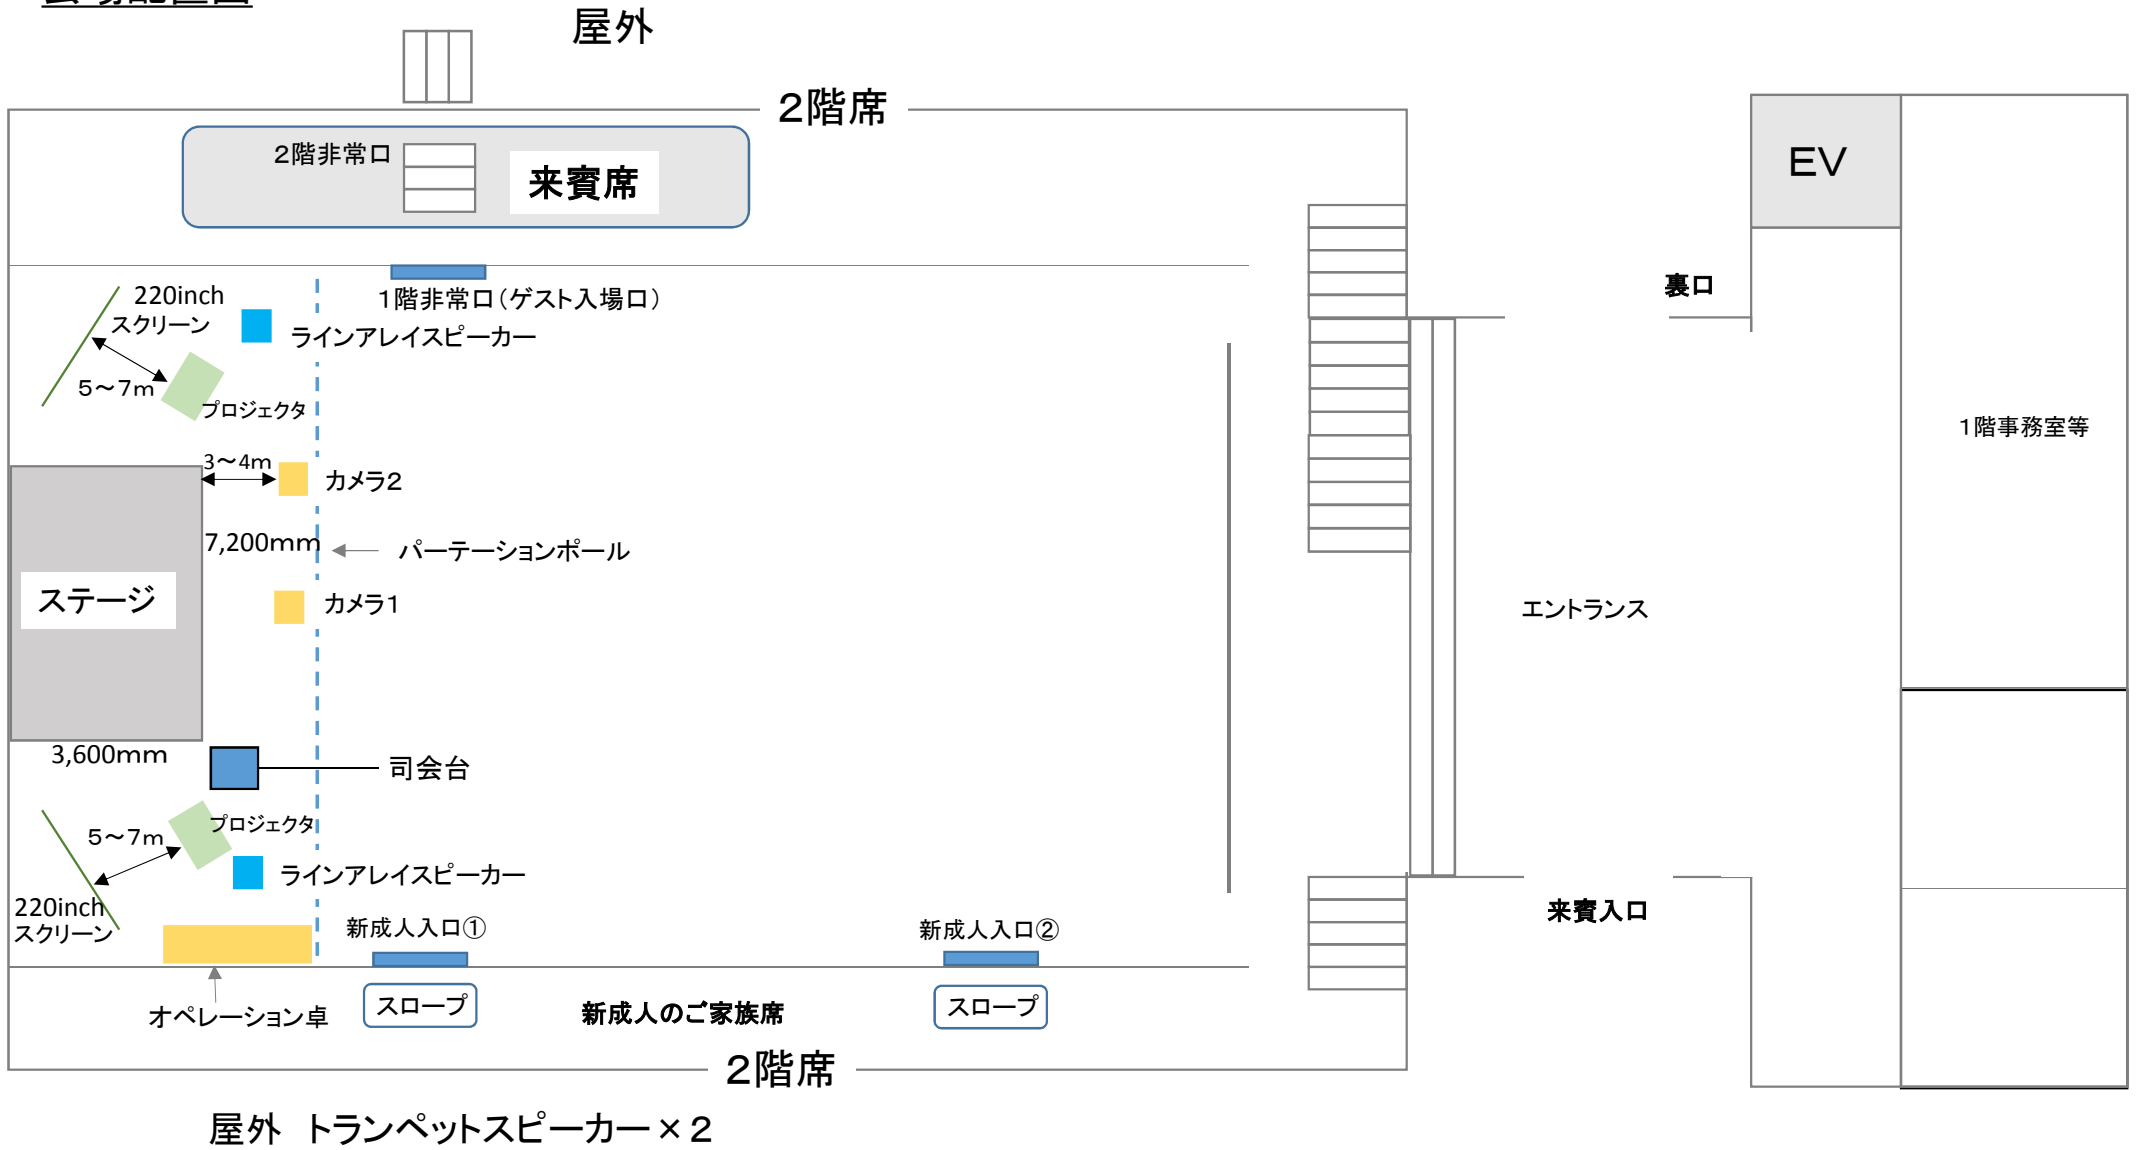 屋外
2階席
2階非常口
来賓席
EV
裏口
220inch
スクリーン
1階非常口(ゲスト入場口)
ラインアレイスピーカー
5~7m
プロジェクタ
1階事務室等
3~4m
カメラ2
7,200mm
パーテーションポール
ステージ
カメラ1
エントランス
3,600mm
司会台
プロジェクタ
5~7m
ラインアレイスピーカー
220inch
スクリーン
新成人入口①
新成人入口②
来賓入口
オペレーション卓
スロープ
新成人のご家族席
スロープ
2階席
屋外 トランペットスピーカー×2